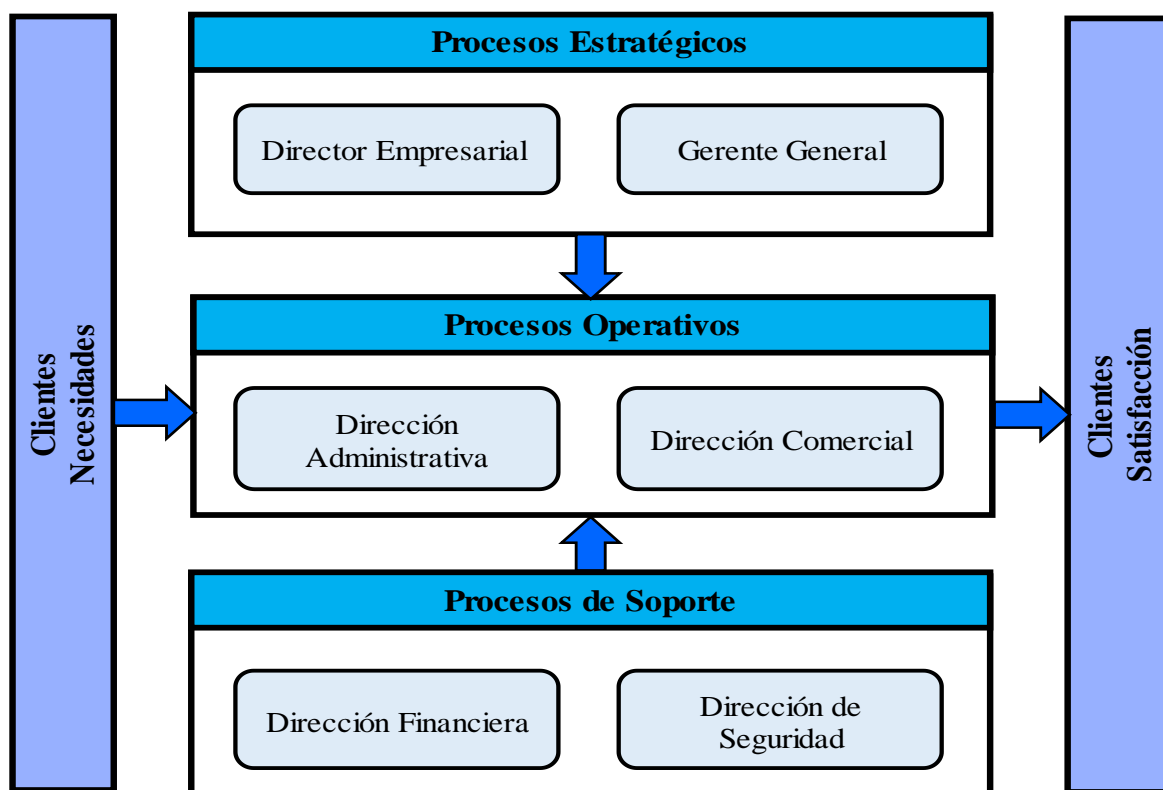 Procesos Estratégicos
Director Empresarial
Gerente General
Clientes
Necesidades
Procesos Operativos
Dirección
Administrativa
Dirección Comercial
Clientes
Satisfacción
Procesos de Soporte
Dirección Financiera
Dirección de
Seguridad